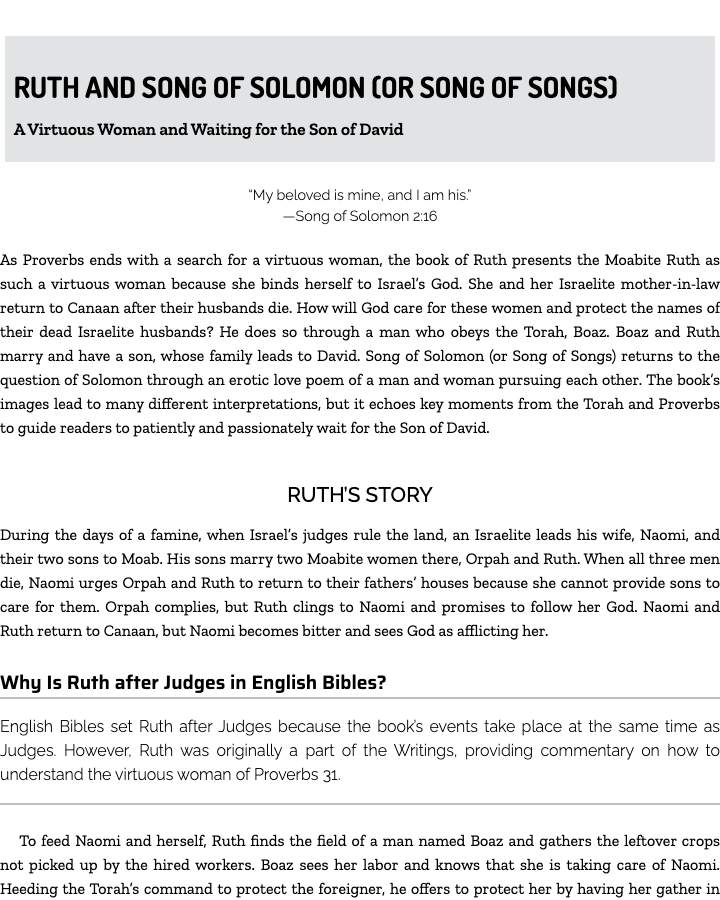 RUTH AND SONG OF SOLOMON (OR SONG OF SONGS)
A Virtuous Woman and Waiting for the Son of David
“My beloved is mine, and I am his.”
—Song of Solomon 2:16
As Proverbs ends with a search for a virtuous woman, the book of Ruth presents the Moabite Ruth as
such a virtuous woman because she binds herself to Israel’s God. She and her Israelite mother-in-law
return to Canaan after their husbands die. How will God care for these women and protect the names of
their dead Israelite husbands? He does so through a man who obeys the Torah, Boaz. Boaz and Ruth
marry and have a son, whose family leads to David. Song of Solomon (or Song of Songs) returns to the
question of Solomon through an erotic love poem of a man and woman pursuing each other. The book’s
images lead to many different interpretations, but it echoes key moments from the Torah and Proverbs
to guide readers to patiently and passionately wait for the Son of David.
RUTH’S STORY
During the days of a famine, when Israel’s judges rule the land, an Israelite leads his wife, Naomi, and
their two sons to Moab. His sons marry two Moabite women there, Orpah and Ruth. When all three men
die, Naomi urges Orpah and Ruth to return to their fathers’ houses because she cannot provide sons to
care for them. Orpah complies, but Ruth clings to Naomi and promises to follow her God. Naomi and
Ruth return to Canaan, but Naomi becomes bitter and sees God as afflicting her.
Why Is Ruth after Judges in English Bibles?
English Bibles set Ruth after Judges because the book’s events take place at the same time as
Judges. However, Ruth was originally a part of the Writings, providing commentary on how to
understand the virtuous woman of Proverbs 31.
To feed Naomi and herself, Ruth finds the field of a man named Boaz and gathers the leftover crops
not picked up by the hired workers. Boaz sees her labor and knows that she is taking care of Naomi.
Heeding the Torah’s command to protect the foreigner, he offers to protect her by having her gather in